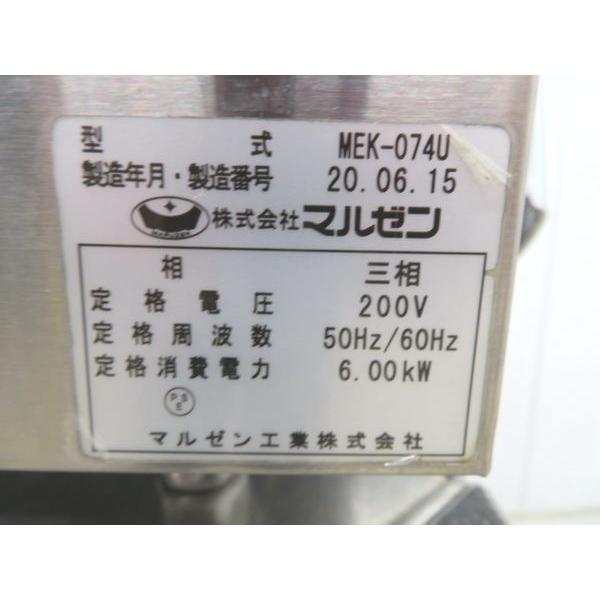 型 式 MEK-074U
製造年月・製造番号 20.06.15
MARUZEN 株式会社 マルゼン
相 三相
定格電圧 200V
定格周波数 50Hz/60Hz
定格消費電力 6.00kW
PSE
マルゼン工業株式会社